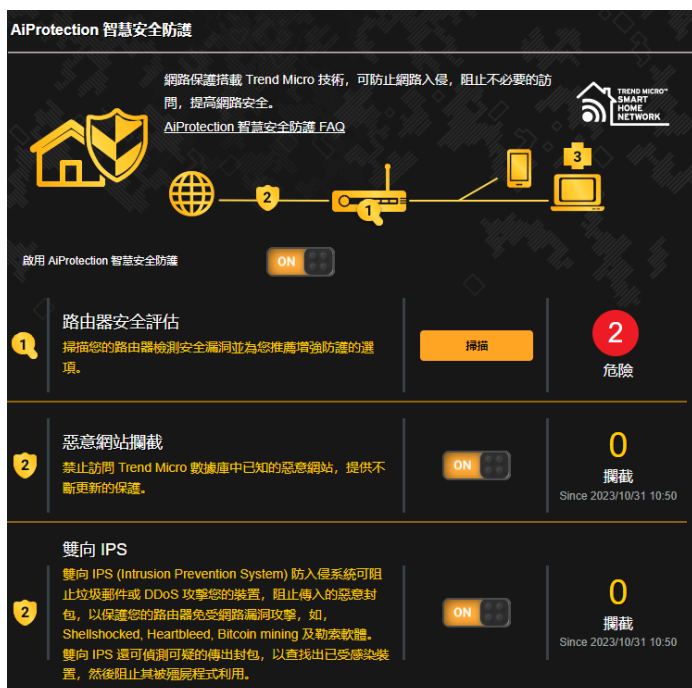 AiProtection 智慧安全防護
網路保護搭載 Trend Micro 技術，可防止網路入侵，阻止不必要的訪
問，提高網路安全。
AiProtection 智慧安全防護 FAQ
TREND MICRO™
SMART
HOME
NETWORK
3
2
1
啟用 AiProtection 智慧安全防護
ON
1
路由器安全評估
掃描您的路由器檢測安全漏洞並為您推薦增強防護的選
項。
掃描
2
危險
2
惡意網站攔截
禁止訪問 Trend Micro 數據庫中已知的惡意網站，提供不
斷更新的保護。
ON
0
攔截
Since 2023/10/31 10:50
2
雙向 IPS
雙向 IPS (Intrusion Prevention System) 防入侵系統可阻
止垃圾郵件或 DDoS 攻擊您的裝置，阻止傳入的惡意封
包，以保護您的路由器免受網路漏洞攻擊，如，
Shellshocked, Heartbleed, Bitcoin mining 及勒索軟體。
雙向 IPS 還可偵測可疑的傳出封包，以查找出已受感染裝
置，然後阻止其被殭屍程式利用。
ON
0
攔截
Since 2023/10/31 10:50